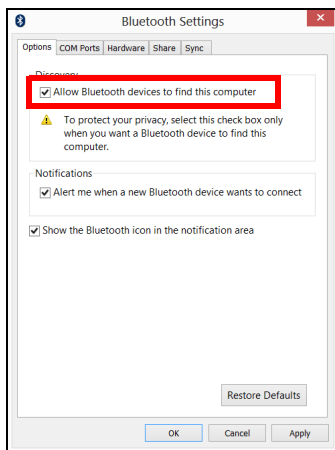 Bluetooth Settings
Options COM Ports Hardware Share Sync
Discovery
Allow Bluetooth devices to find this computer
To protect your privacy, select this check box only
when you want a Bluetooth device to find this
computer.
Notifications
Alert me when a new Bluetooth device wants to connect
Show the Bluetooth icon in the notification area
Restore Defaults
OK Cancel Apply